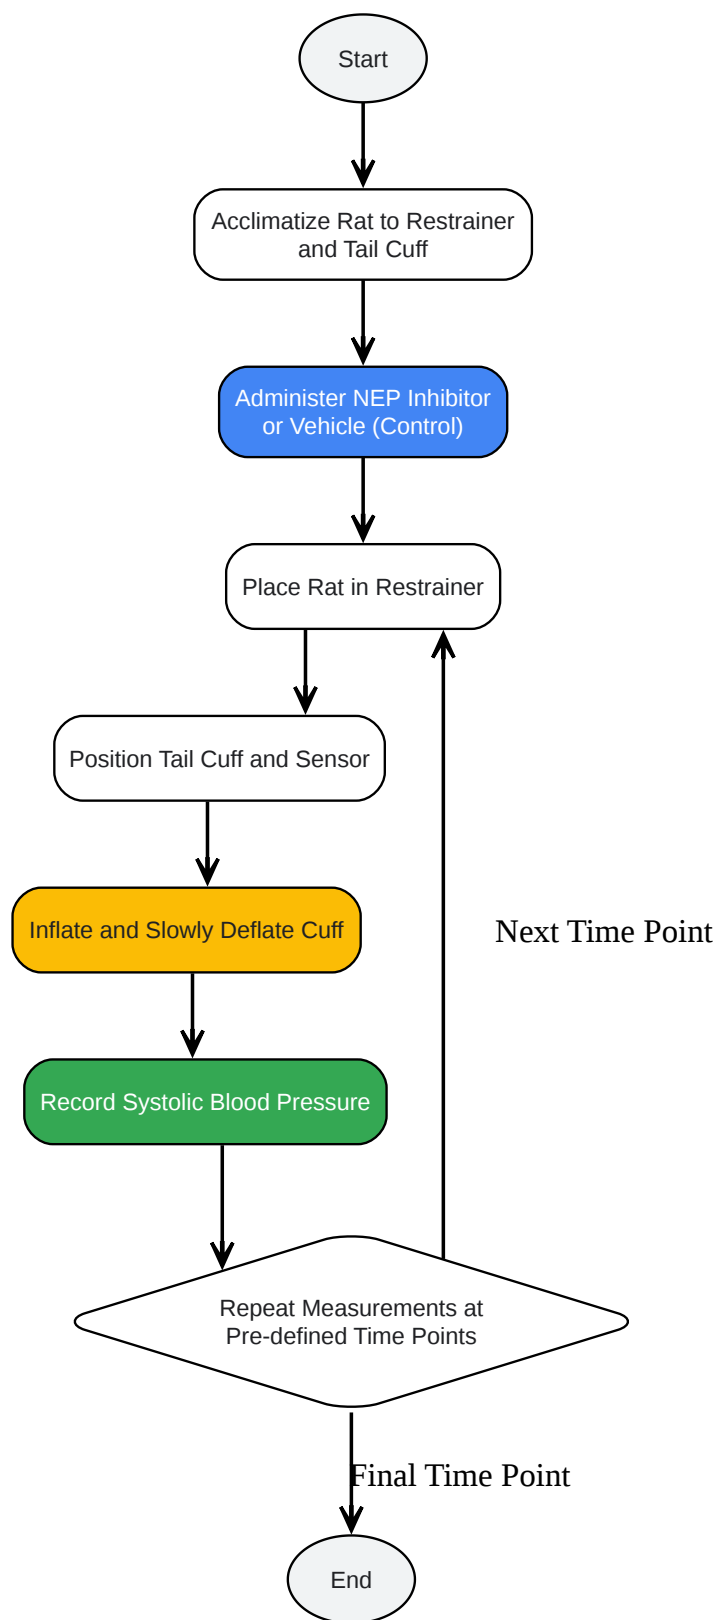 Start
Acclimatize Rat to Restrainer
and Tail Cuff
Administer NEP Inhibitor
or Vehicle (Control)
Place Rat in Restrainer
Position Tail Cuff and Sensor
Inflate and Slowly Deflate Cuff
Next Time Point
Record Systolic Blood Pressure
Repeat Measurements at
Pre-defined Time Points
Final Time Point
End